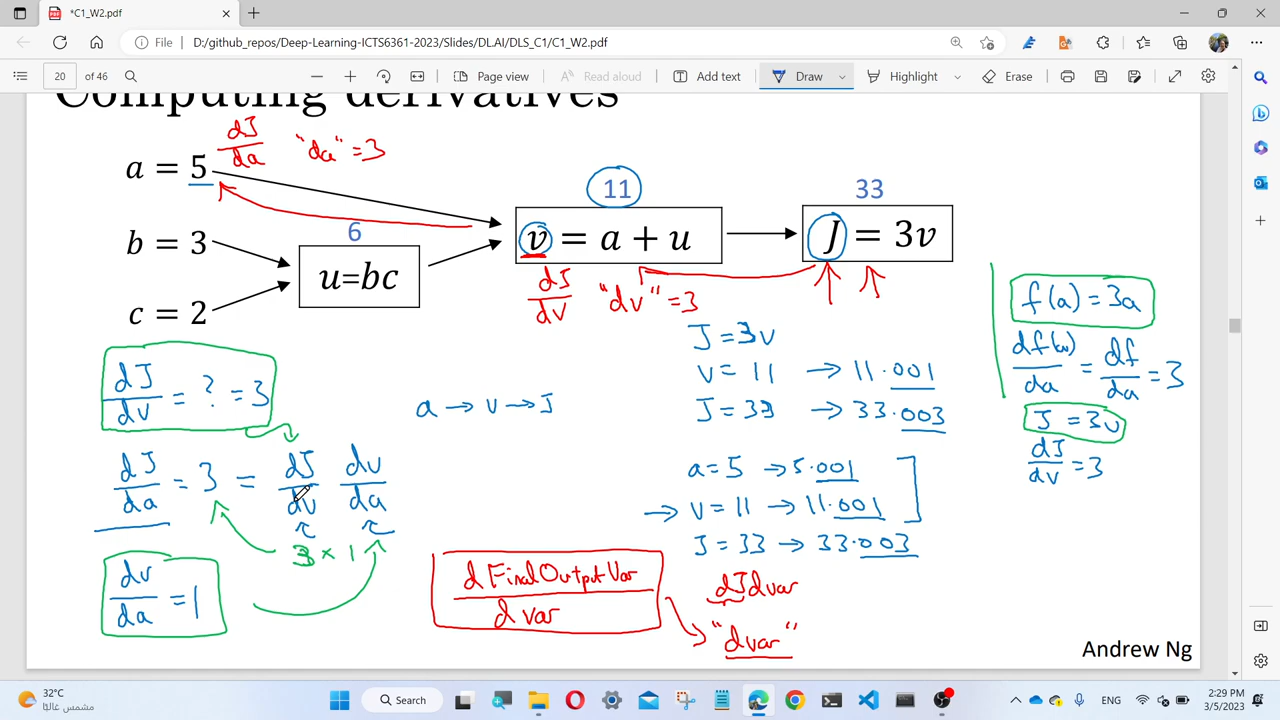 *C1_W2.pdf
File D:/github_repos/Deep-Learning-ICTS6361-2023/Slides/DL.AI/DLS_C1/C1_W2.pdf
20 of 46 Page view Read aloud Add text Draw Highlight Erase
Computing derivatives
dJ/da "da" = 3
a = 5
11
33
b = 3
6
v = a + u
J = 3v
u=bc
dJ/dv "dv" = 3
c = 2
f(a) = 3a
J = 3v
df(a)/da = df/da = 3
dJ/dv = ? = 3
v = 11 → 11.001
a → v → J
J = 33 → 33.003
J = 3v
dJ/dv = 3
dJ/da = 3 = dJ/dv dv/da
a = 5 → 5.001
→ v = 11 → 11.001
3 × 1
J = 33 → 33.003
dv/da = 1
d FinalOutputVar / d var
dJdvar
"dvar"
Andrew Ng
32°C
مشمس غالبًا
Search
ENG
2:29 PM
3/5/2023